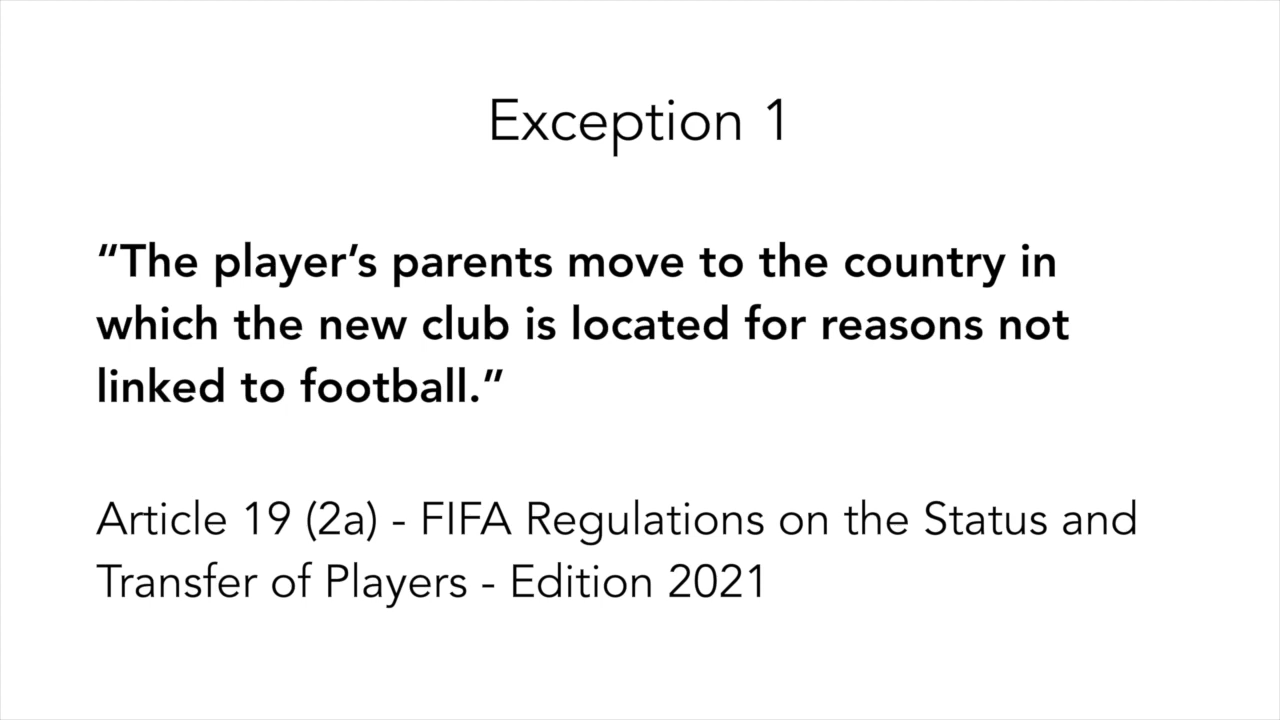 Exception 1
“The player’s parents move to the country in
which the new club is located for reasons not
linked to football.”
Article 19 (2a) - FIFA Regulations on the Status and
Transfer of Players - Edition 2021